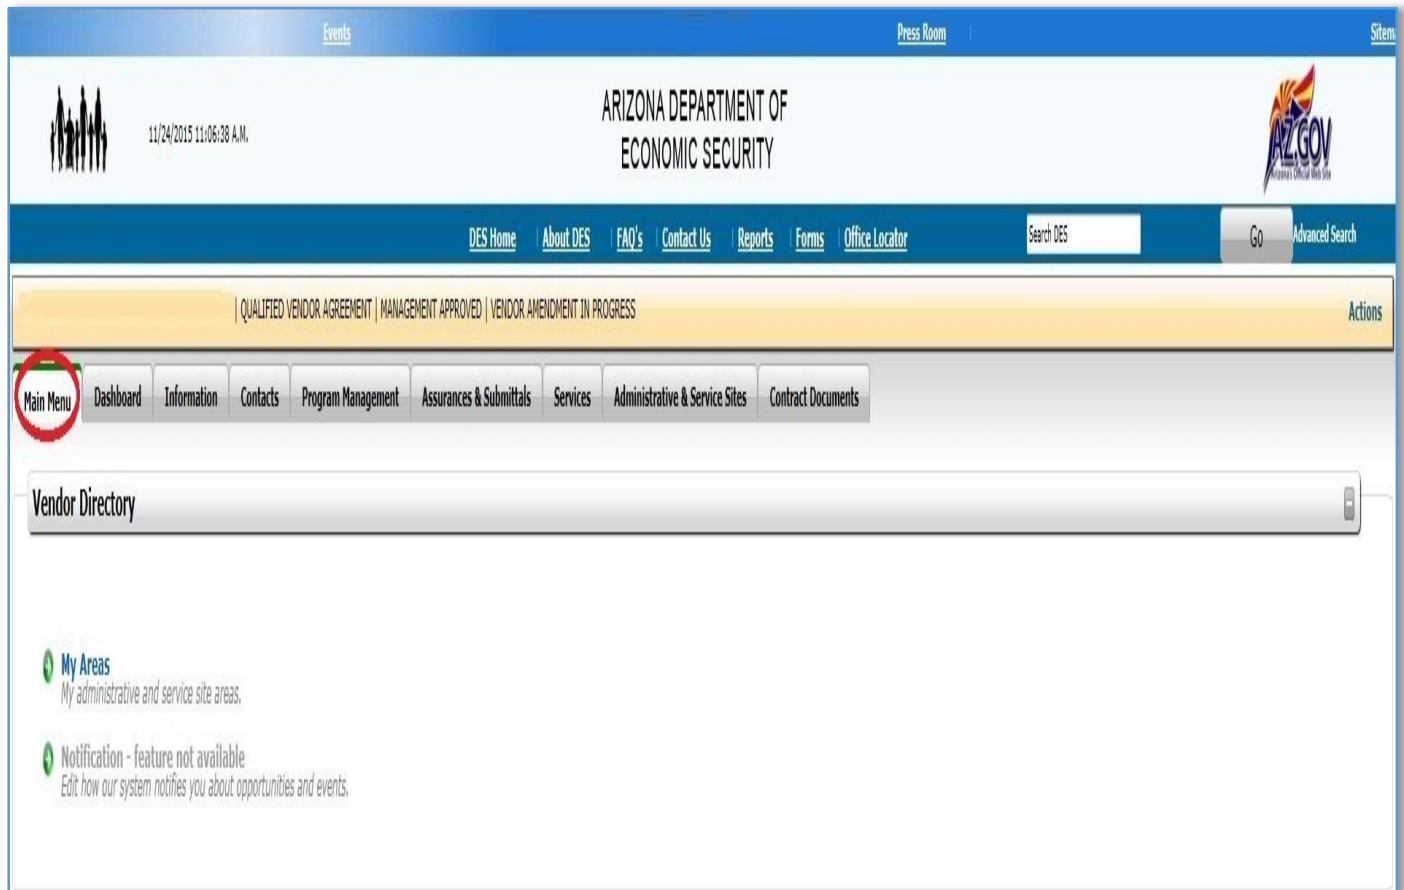 Events | Press Room | Sitem
11/24/2015 11:06:38 A.M.
ARIZONA DEPARTMENT OF
ECONOMIC SECURITY
AZ.GOV
Arizona's Official Web Site
DES Home | About DES | FAQ's | Contact Us | Reports | Forms | Office Locator Search DES Go Advanced Search
| QUALIFIED VENDOR AGREEMENT | MANAGEMENT APPROVED | VENDOR AMENDMENT IN PROGRESS Actions
Main Menu Dashboard Information Contacts Program Management Assurances & Submittals Services Administrative & Service Sites Contract Documents
Vendor Directory
My Areas
My administrative and service site areas.
Notification - feature not available
Edit how our system notifies you about opportunities and events.